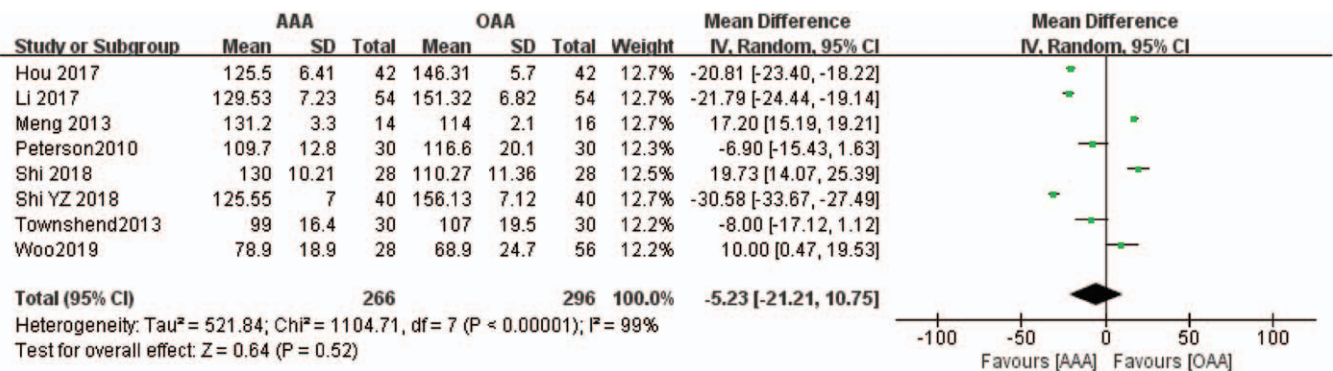 AAA OAA Mean Difference Mean Difference
Study or Subgroup Mean SD Total Mean SD Total Weight IV, Random, 95% CI IV, Random, 95% CI
Hou 2017 125.5 6.41 42 146.31 5.7 42 12.7% -20.81 [-23.40, -18.22]
Li 2017 129.53 7.23 54 151.32 6.82 54 12.7% -21.79 [-24.44, -19.14]
Meng 2013 131.2 3.3 14 114 2.1 16 12.7% 17.20 [15.19, 19.21]
Peterson2010 109.7 12.8 30 116.6 20.1 30 12.3% -6.90 [-15.43, 1.63]
Shi 2018 130 10.21 28 110.27 11.36 28 12.5% 19.73 [14.07, 25.39]
Shi YZ 2018 125.55 7 40 156.13 7.12 40 12.7% -30.58 [-33.67, -27.49]
Townshend2013 99 16.4 30 107 19.5 30 12.2% -8.00 [-17.12, 1.12]
Woo2019 78.9 18.9 28 68.9 24.7 56 12.2% 10.00 [0.47, 19.53]
Total (95% CI) 266 296 100.0% -5.23 [-21.21, 10.75]
Heterogeneity: Tau² = 521.84; Chi² = 1104.71, df = 7 (P < 0.00001); I² = 99%
Test for overall effect: Z = 0.64 (P = 0.52)
-100 -50 0 50 100
Favours [AAA] Favours [OAA]